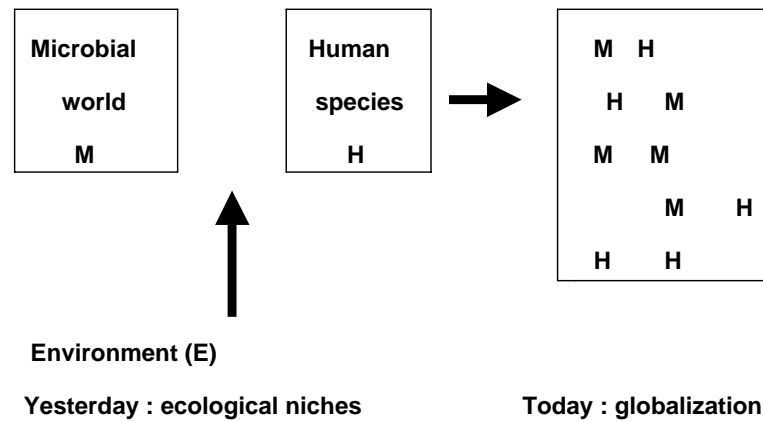 Microbial
world
M
Human
species
H
M H
H M
M M
M H
H H
Environment (E)
Yesterday : ecological niches
Today : globalization